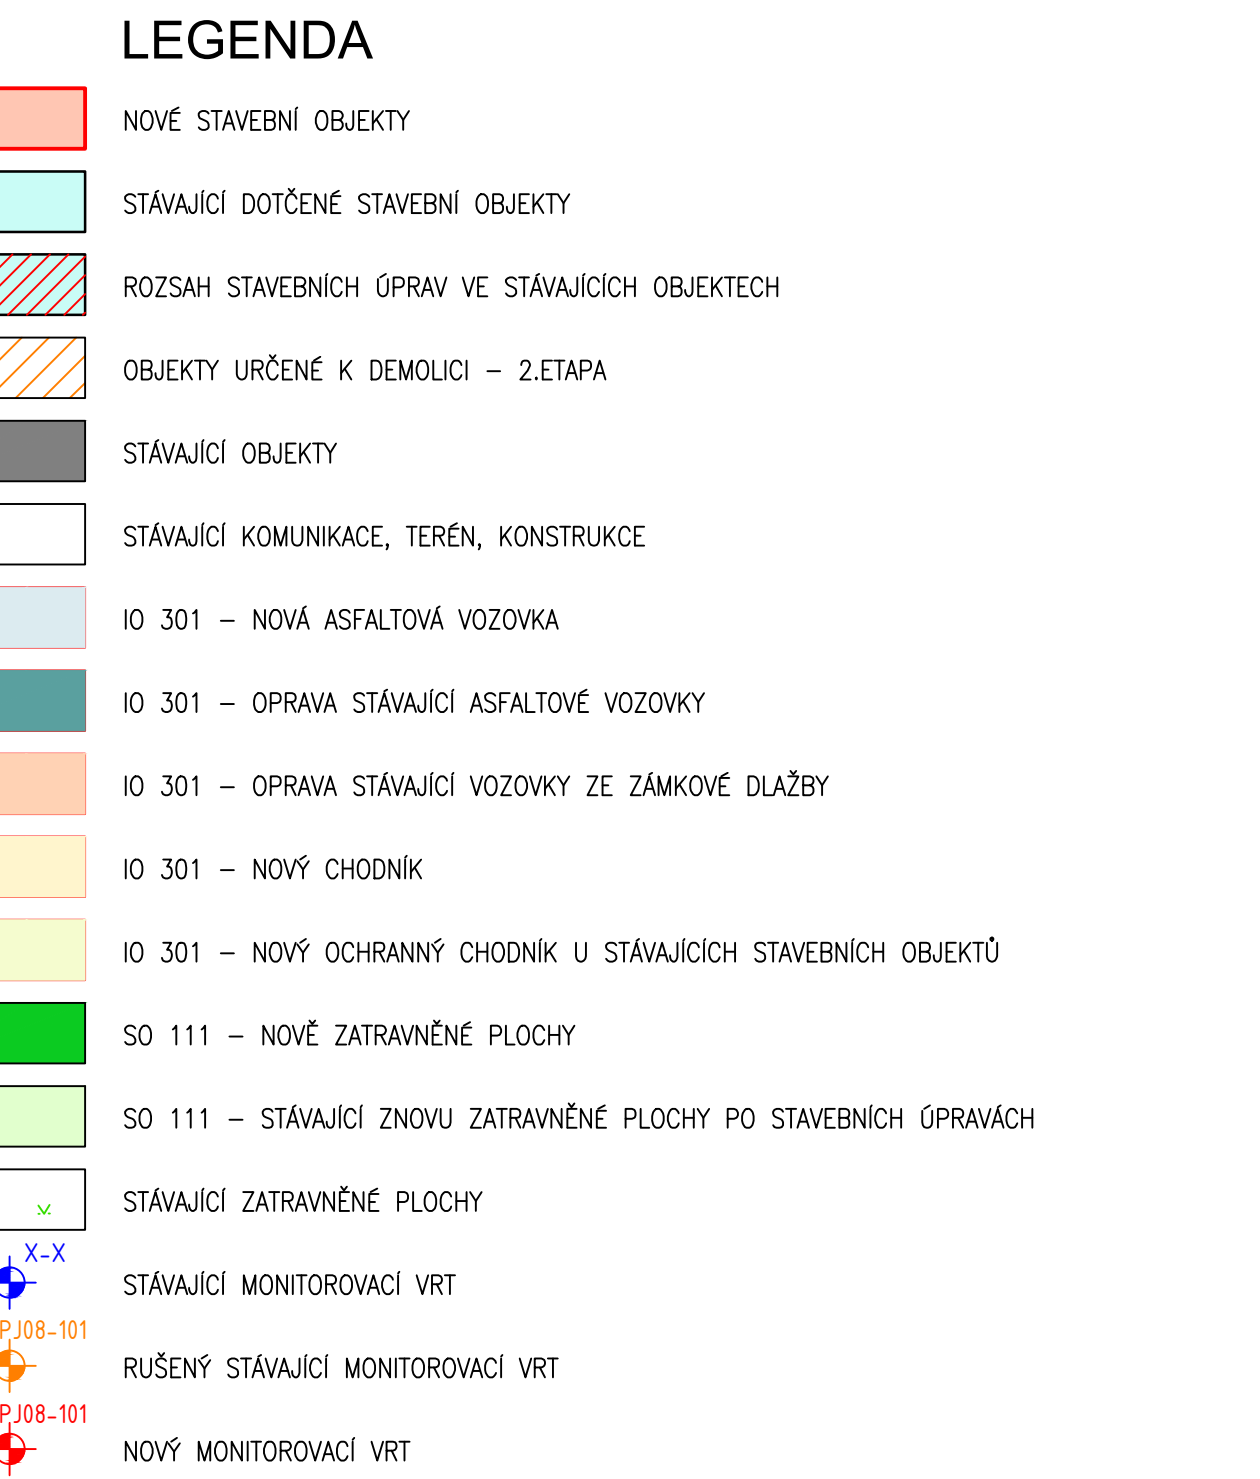 LEGENDA
NOVÉ STAVEBNÍ OBJEKTY
STÁVAJÍCÍ DOTČENÉ STAVEBNÍ OBJEKTY
ROZSAH STAVEBNÍCH ÚPRAV VE STÁVAJÍCÍCH OBJEKTECH
OBJEKTY URČENÉ K DEMOLICI – 2.ETAPA
STÁVAJÍCÍ OBJEKTY
STÁVAJÍCÍ KOMUNIKACE, TERÉN, KONSTRUKCE
IO 301 – NOVÁ ASFALTOVÁ VOZOVKA
IO 301 – OPRAVA STÁVAJÍCÍ ASFALTOVÉ VOZOVKY
IO 301 – OPRAVA STÁVAJÍCÍ VOZOVKY ZE ZÁMKOVÉ DLAŽBY
IO 301 – NOVÝ CHODNÍK
IO 301 – NOVÝ OCHRANNÝ CHODNÍK U STÁVAJÍCÍCH STAVEBNÍCH OBJEKTŮ
SO 111 – NOVĚ ZATRAVNĚNÉ PLOCHY
SO 111 – STÁVAJÍCÍ ZNOVU ZATRAVNĚNÉ PLOCHY PO STAVEBNÍCH ÚPRAVÁCH
STÁVAJÍCÍ ZATRAVNĚNÉ PLOCHY
X-X
STÁVAJÍCÍ MONITOROVACÍ VRT
PJ08-101
RUŠENÝ STÁVAJÍCÍ MONITOROVACÍ VRT
PJ08-101
NOVÝ MONITOROVACÍ VRT